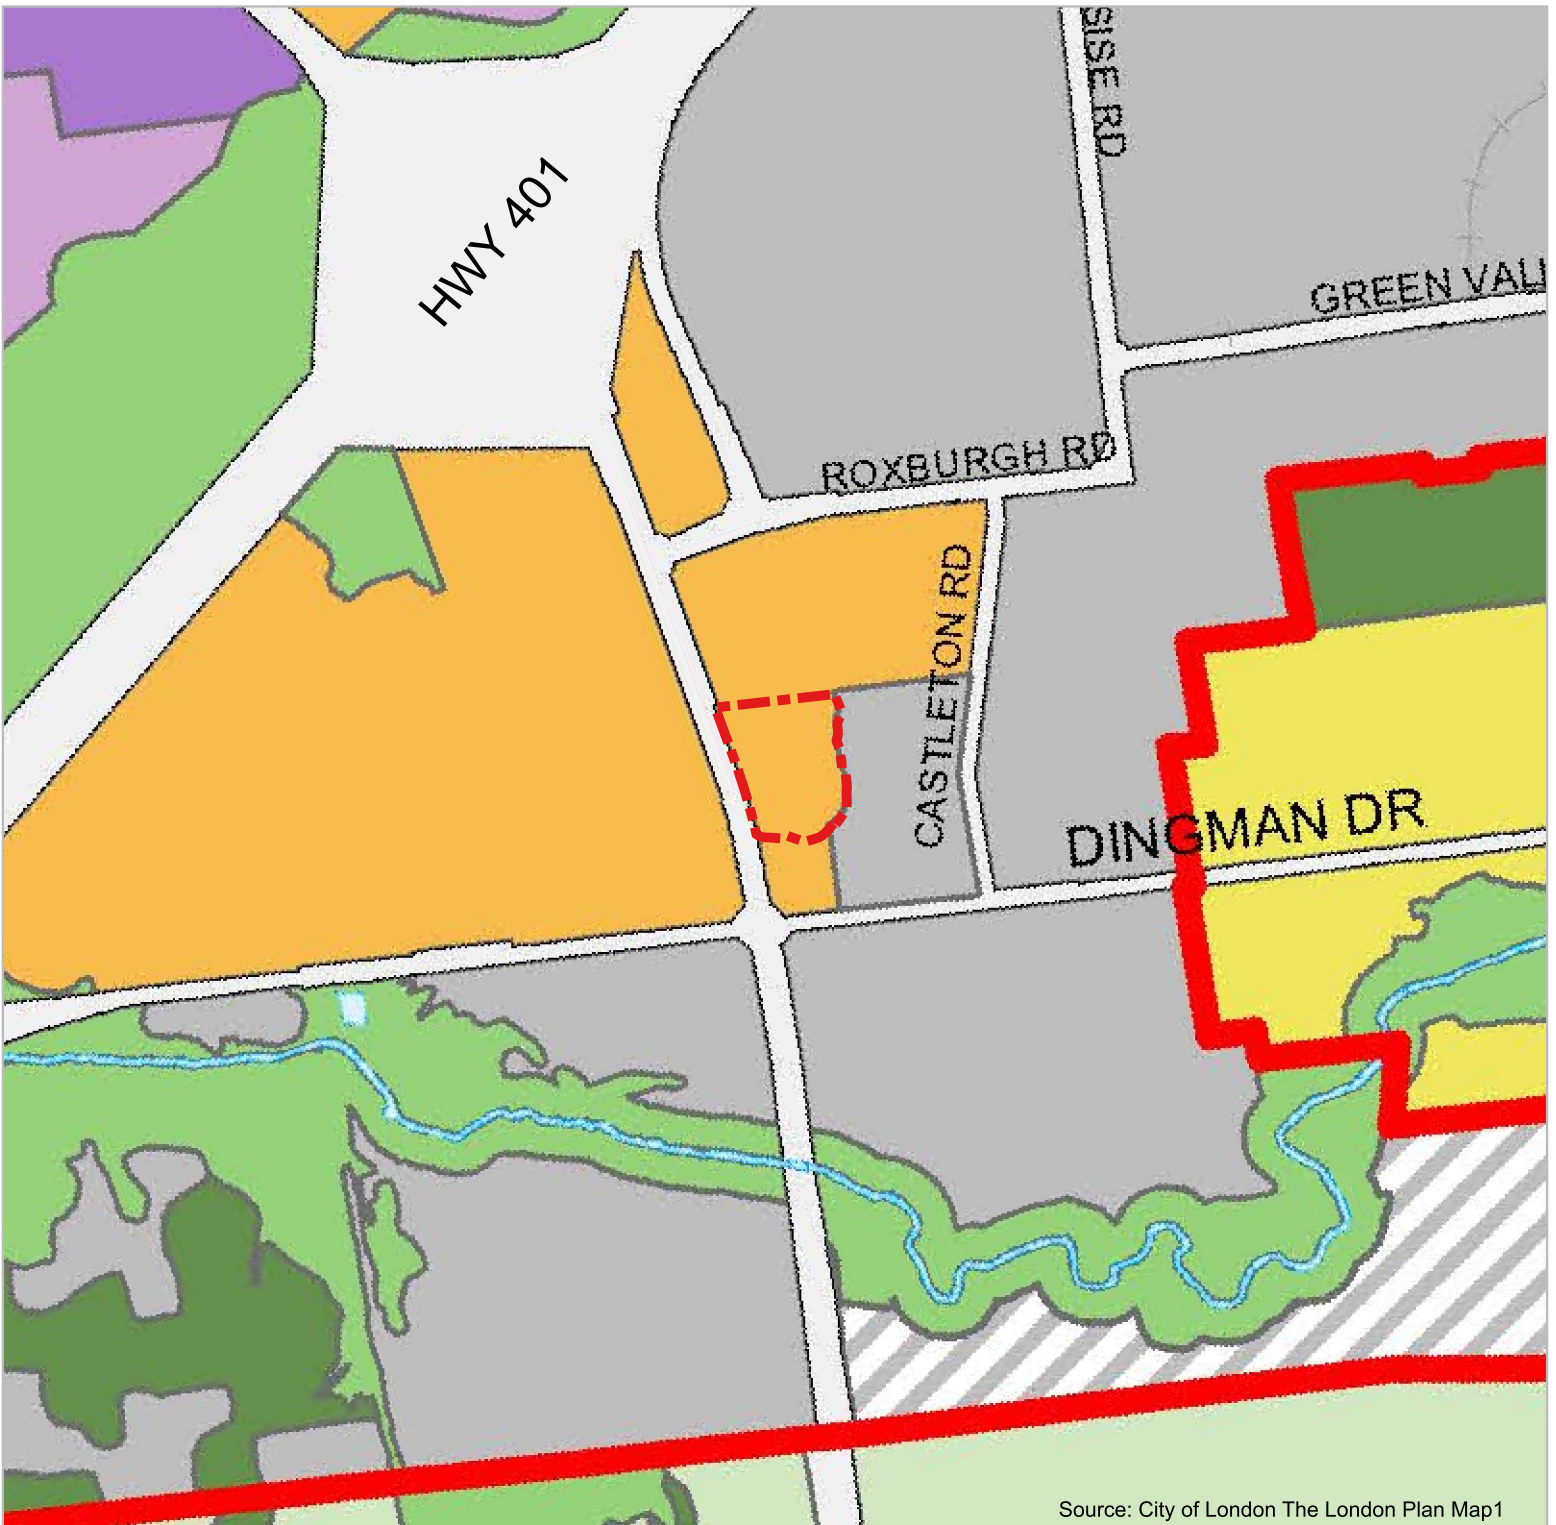 SISE RD
HWY 401
GREEN VALL
ROXBURGH RD
CASTLETON RD
DINGMAN DR
Source: City of London The London Plan Map1